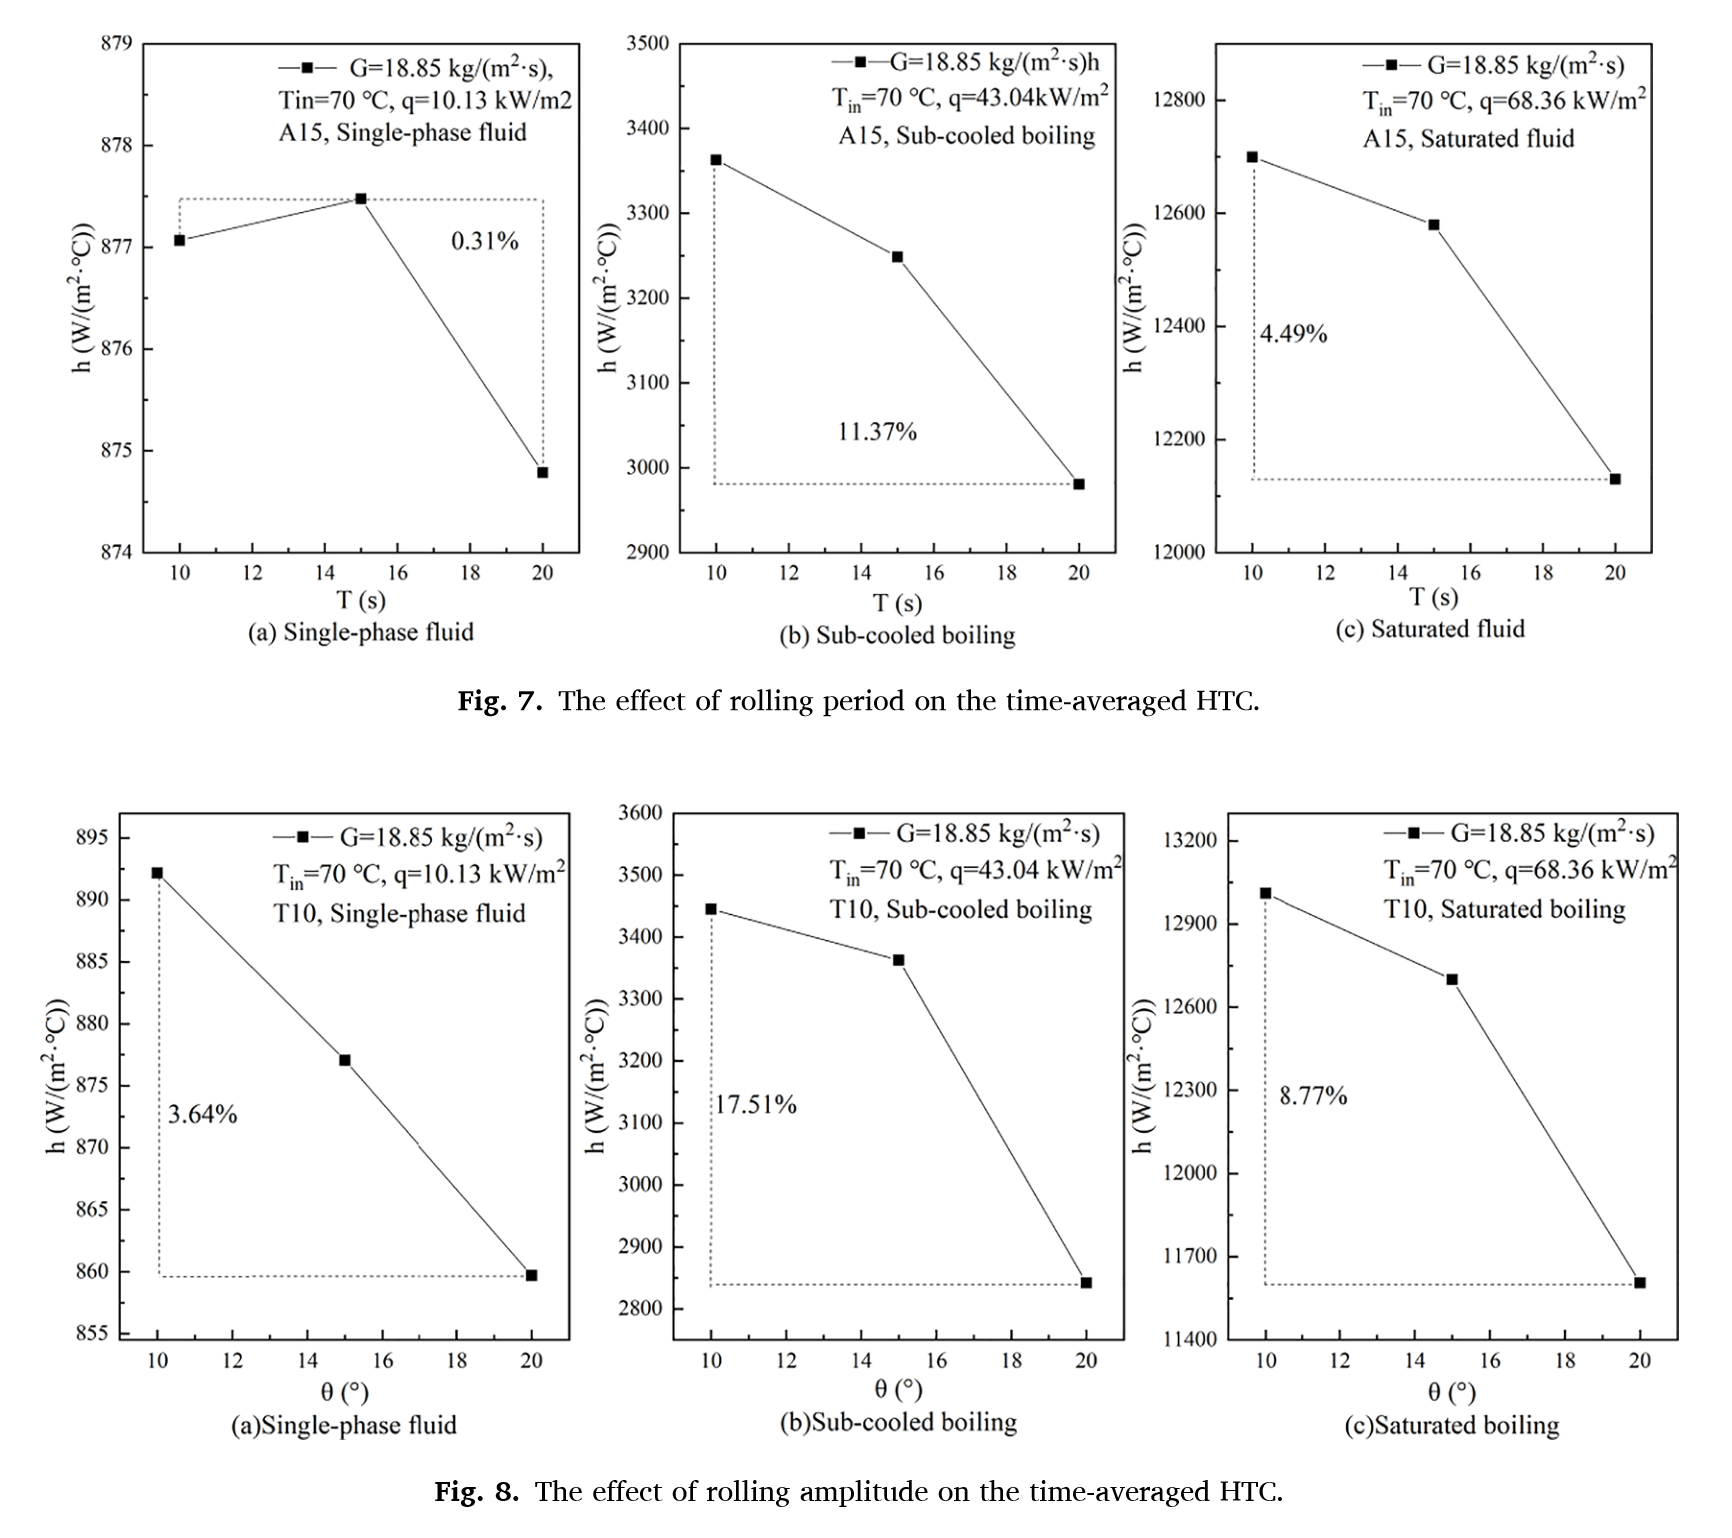 879
878
877
876
875
874
h (W/(m²·°C))
G=18.85 kg/(m²·s),
Tin=70 ℃, q=10.13 kW/m2
A15, Single-phase fluid
0.31%
10 12 14 16 18 20
T (s)
(a) Single-phase fluid
3500
3400
3300
3200
3100
3000
2900
h (W/(m²·°C))
G=18.85 kg/(m²·s)h
Tin=70 ℃, q=43.04kW/m²
A15, Sub-cooled boiling
11.37%
10 12 14 16 18 20
T (s)
(b) Sub-cooled boiling
12800
12600
12400
12200
12000
h (W/(m²·°C))
G=18.85 kg/(m²·s)
Tin=70 ℃, q=68.36 kW/m²
A15, Saturated fluid
4.49%
10 12 14 16 18 20
T (s)
(c) Saturated fluid
Fig. 7. The effect of rolling period on the time-averaged HTC.
895
890
885
880
875
870
865
860
855
h (W/(m²·°C))
G=18.85 kg/(m²·s)
Tin=70 ℃, q=10.13 kW/m²
T10, Single-phase fluid
3.64%
10 12 14 16 18 20
θ (°)
(a)Single-phase fluid
3600
3500
3400
3300
3200
3100
3000
2900
2800
h (W/(m²·°C))
G=18.85 kg/(m²·s)
Tin=70 ℃, q=43.04 kW/m²
T10, Sub-cooled boiling
17.51%
10 12 14 16 18 20
θ (°)
(b)Sub-cooled boiling
13200
12900
12600
12300
12000
11700
11400
h (W/(m²·°C))
G=18.85 kg/(m²·s)
Tin=70 ℃, q=68.36 kW/m²
T10, Saturated boiling
8.77%
10 12 14 16 18 20
θ (°)
(c)Saturated boiling
Fig. 8. The effect of rolling amplitude on the time-averaged HTC.